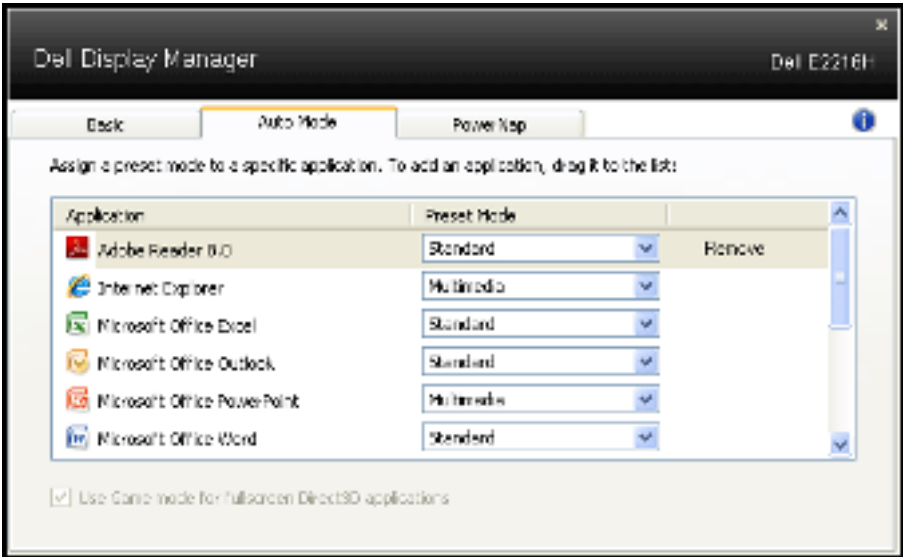 Dell Display Manager
Dell E2216H
Basic
Auto Mode
PowerNap
Assign a preset mode to a specific application. To add an application, drag it to the list:
Application Preset Mode
Adobe Reader 8.0 Standard Remove
Internet Explorer Multimedia
Microsoft Office Excel Standard
Microsoft Office Outlook Standard
Microsoft Office PowerPoint Multimedia
Microsoft Office Word Standard
Use Game mode for fullscreen Direct3D applications